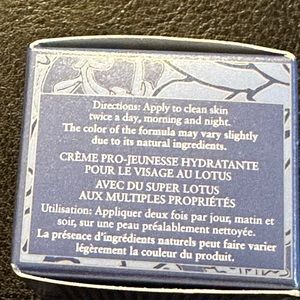 Directions: Apply to clean skin
twice a day, morning and night.
The color of the formula may vary slightly
due to its natural ingredients.
CRÈME PRO-JEUNESSE HYDRATANTE
POUR LE VISAGE AU LOTUS
AVEC DU SUPER LOTUS
AUX MULTIPLES PROPRIÉTÉS
Utilisation: Appliquer deux fois par jour, matin et
soir, sur une peau préalablement nettoyée.
La présence d'ingrédients naturels peut faire varier
légèrement la couleur du produit.